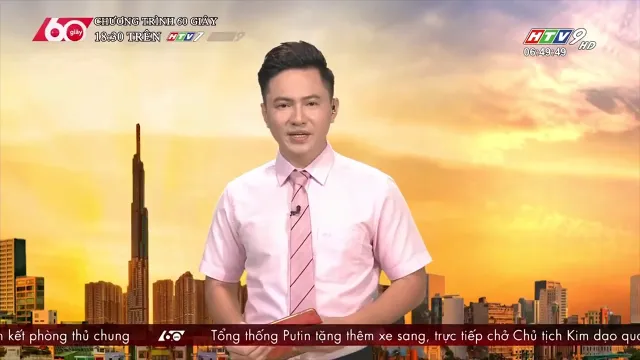 60 giây
CHƯƠNG TRÌNH 60 GIÂY
18:30 TRÊN HTV7
HTV9 HD
06:49:49
n kết phòng thủ chung 60 Tổng thống Putin tặng thêm xe sang, trực tiếp chở Chủ tịch Kim dạo qua